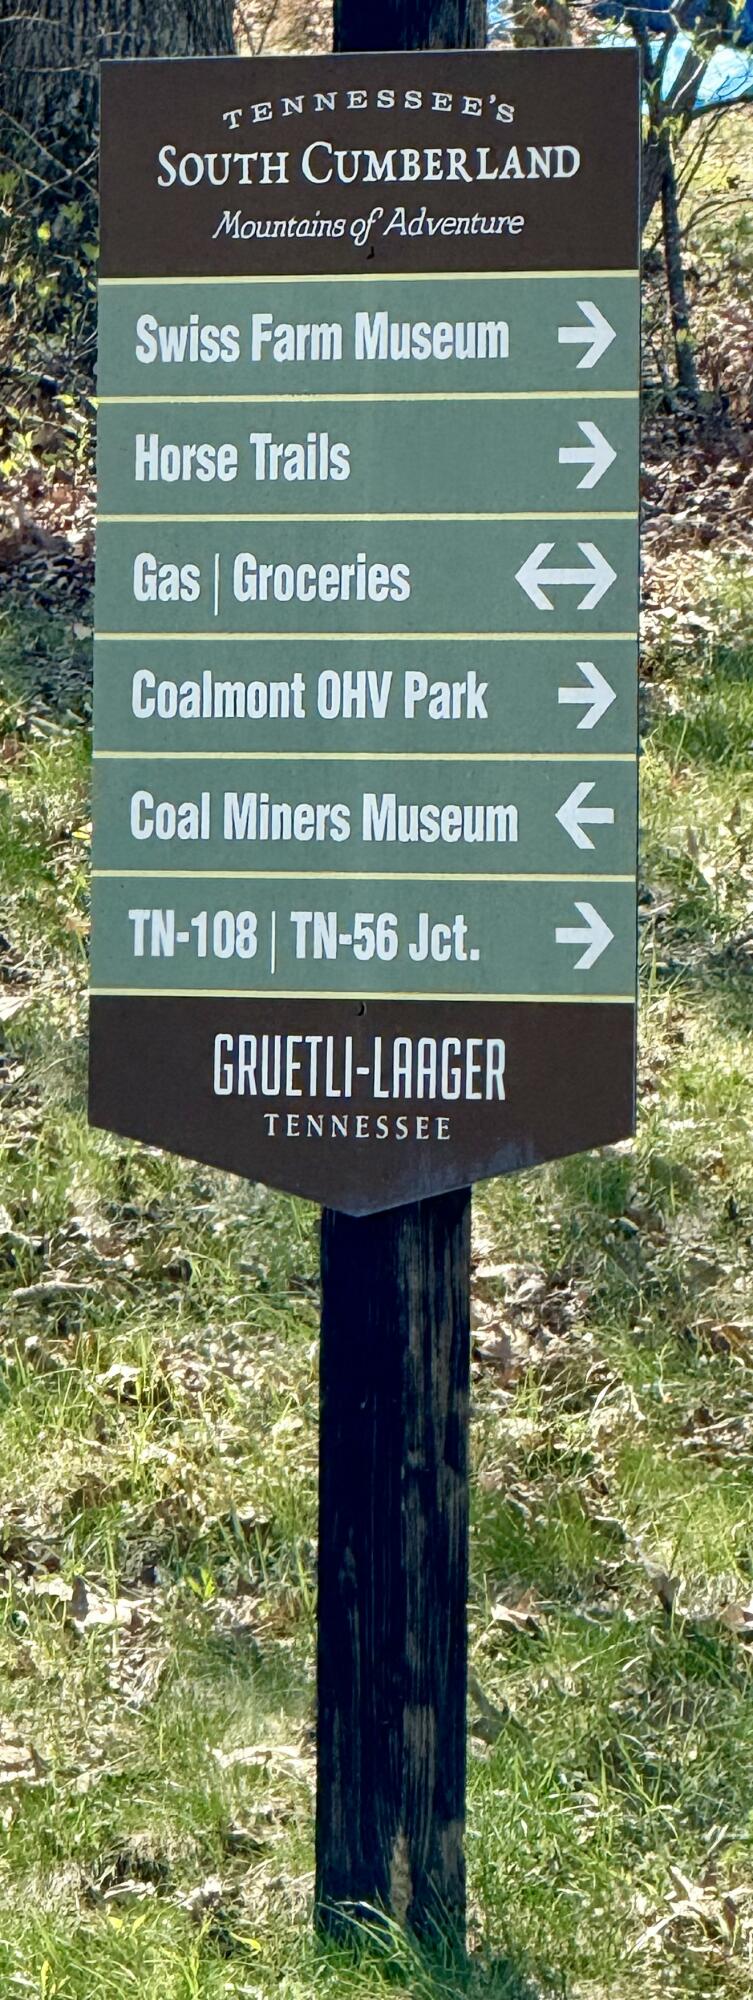 TENNESSEE'S
SOUTH CUMBERLAND
Mountains of Adventure
Swiss Farm Museum →
Horse Trails →
Gas | Groceries ↔
Coalmont OHV Park →
Coal Miners Museum ←
TN-108 | TN-56 Jct. →
GRUETLI-LAAGER
TENNESSEE